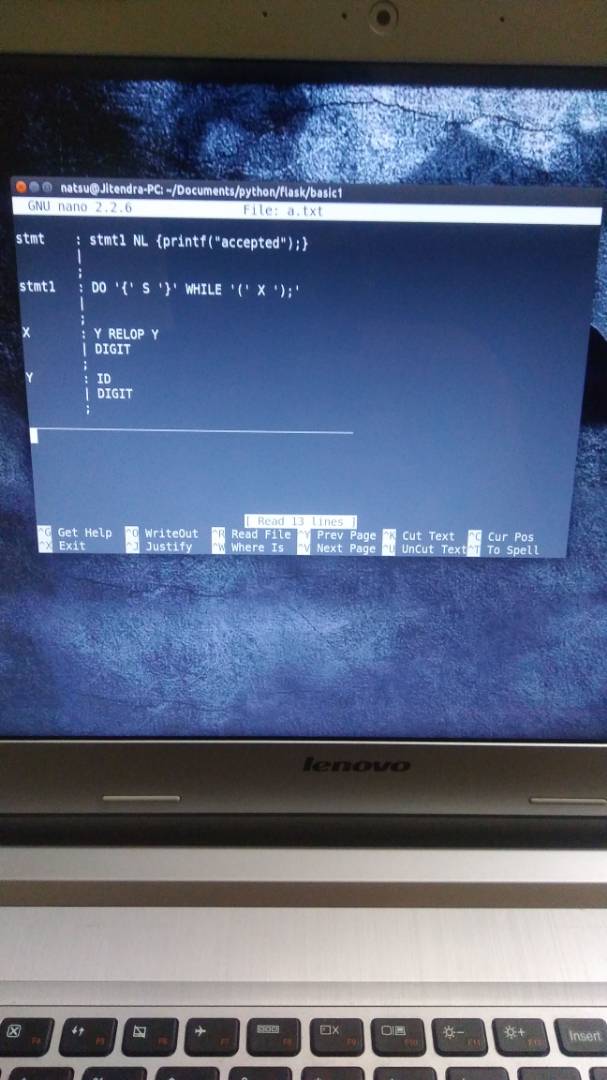 natsu@Jitendra-PC: ~/Documents/python/flask/basic1
GNU nano 2.2.6 File: a.txt
stmt : stmt1 NL {printf("accepted");}
|
;
stmt1 : DO '{' S '}' WHILE '(' X ');'
|
;
X : Y RELOP Y
| DIGIT
;
Y : ID
| DIGIT
;
[ Read 13 lines ]
^G Get Help ^O WriteOut ^R Read File ^Y Prev Page ^K Cut Text ^C Cur Pos
^X Exit ^J Justify ^W Where Is ^V Next Page ^U UnCut Text ^T To Spell
lenovo
F4 F5 F6 F7 F8 F9 F10 F11 F12 Insert